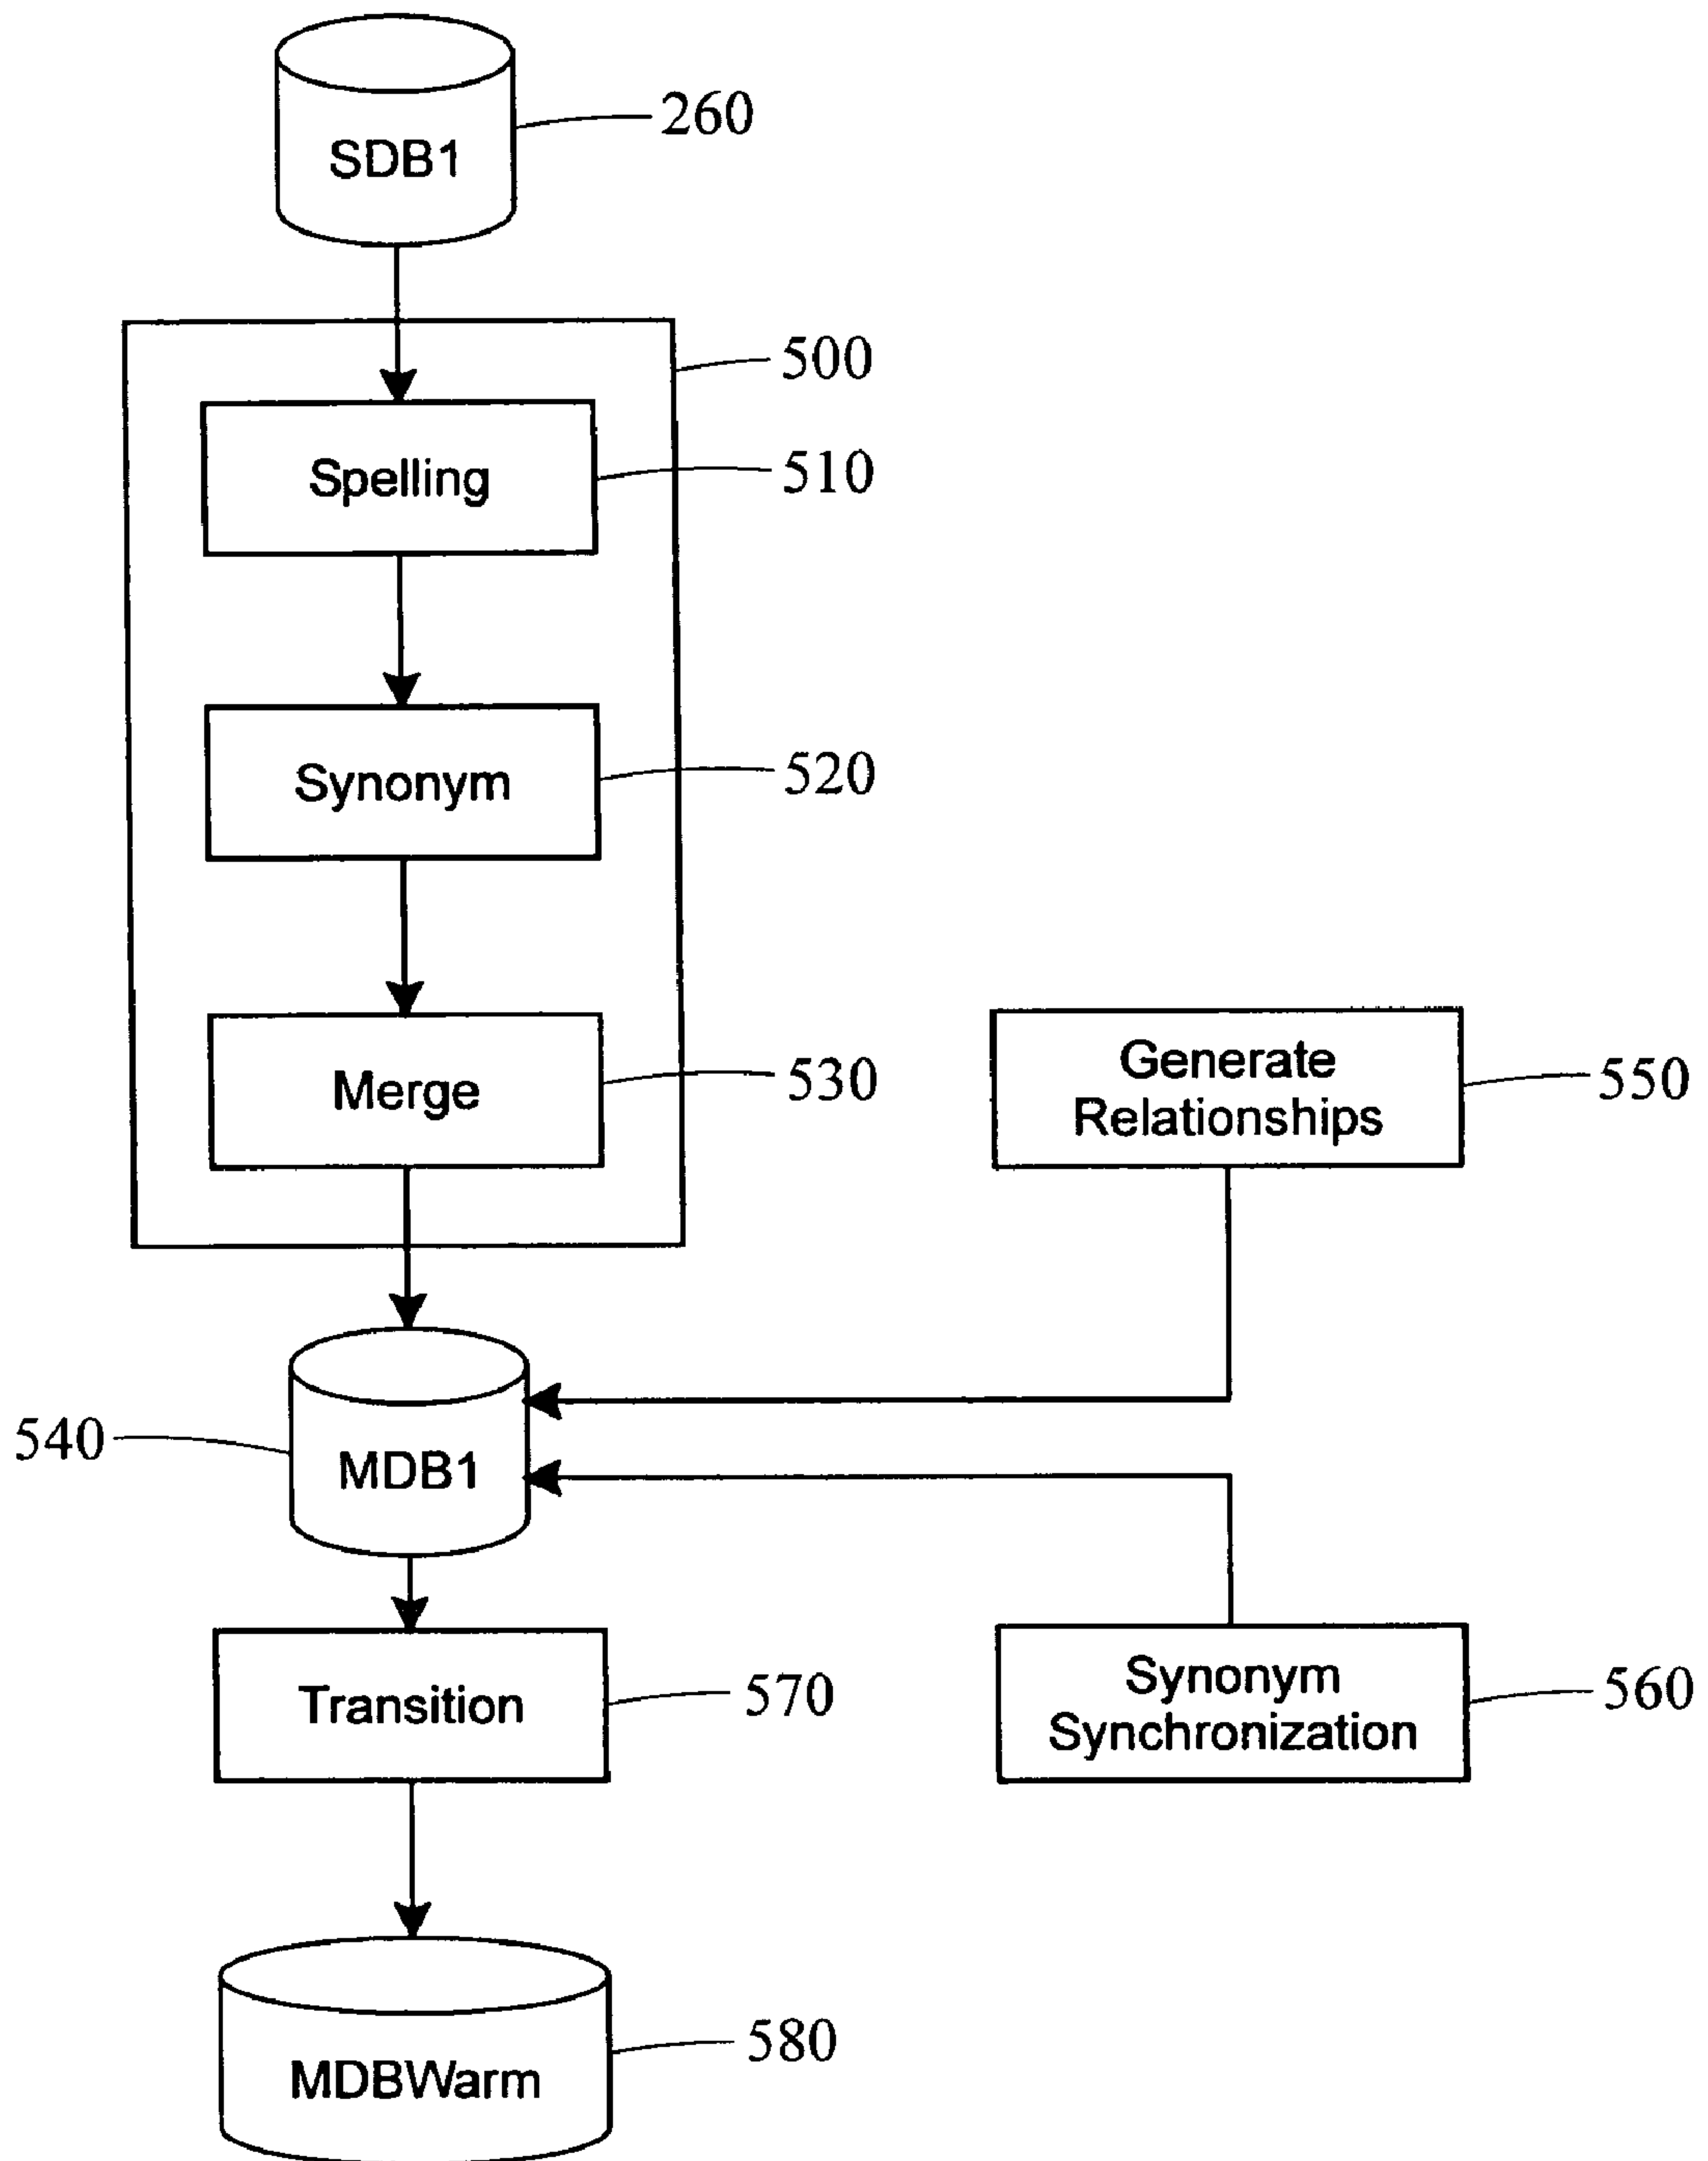 SDB1
260
500
Spelling
510
Synonym
520
Merge
530
Generate
Relationships
550
540
MDB1
Transition
570
Synonym
Synchronization
560
MDBWarm
580